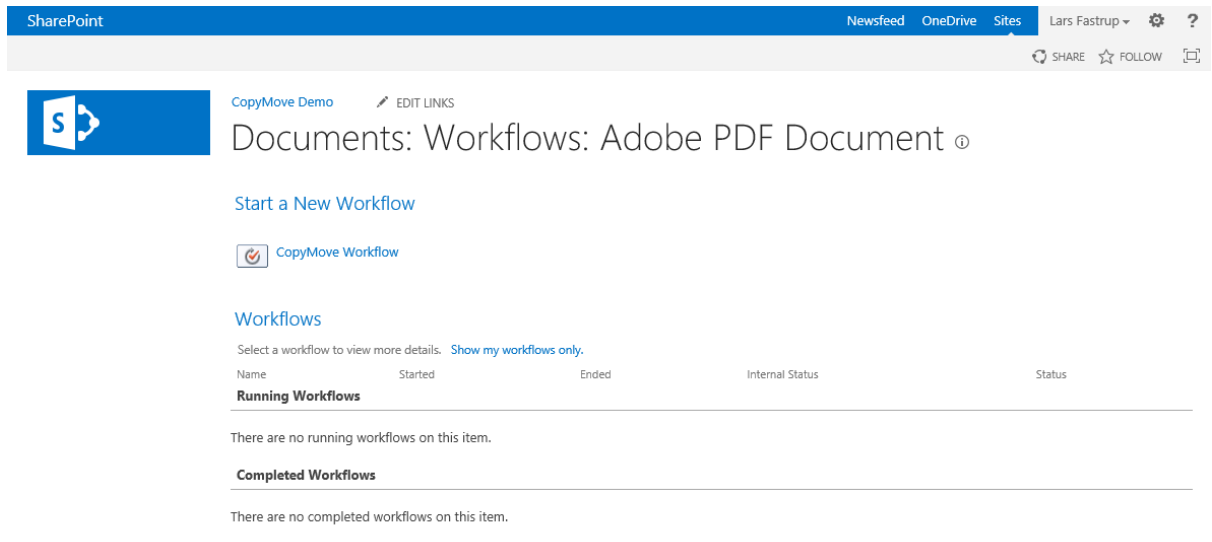 SharePoint Newsfeed OneDrive Sites Lars Fastrup ?
SHARE FOLLOW
S
CopyMove Demo EDIT LINKS
Documents: Workflows: Adobe PDF Document
Start a New Workflow
CopyMove Workflow
Workflows
Select a workflow to view more details. Show my workflows only.
Name Started Ended Internal Status Status
Running Workflows
There are no running workflows on this item.
Completed Workflows
There are no completed workflows on this item.